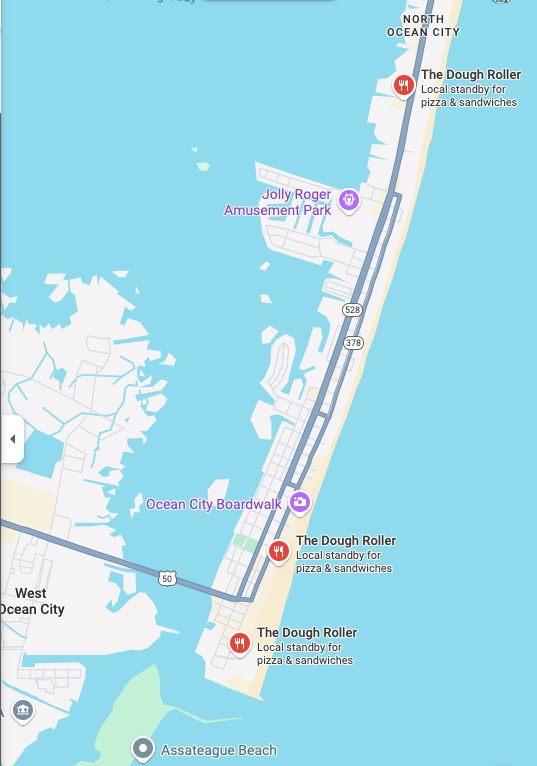 NORTH
OCEAN CITY
The Dough Roller
Local standby for
pizza & sandwiches
Jolly Roger
Amusement Park
528
378
Ocean City Boardwalk
The Dough Roller
Local standby for
pizza & sandwiches
50
West
Ocean City
The Dough Roller
Local standby for
pizza & sandwiches
Assateague Beach